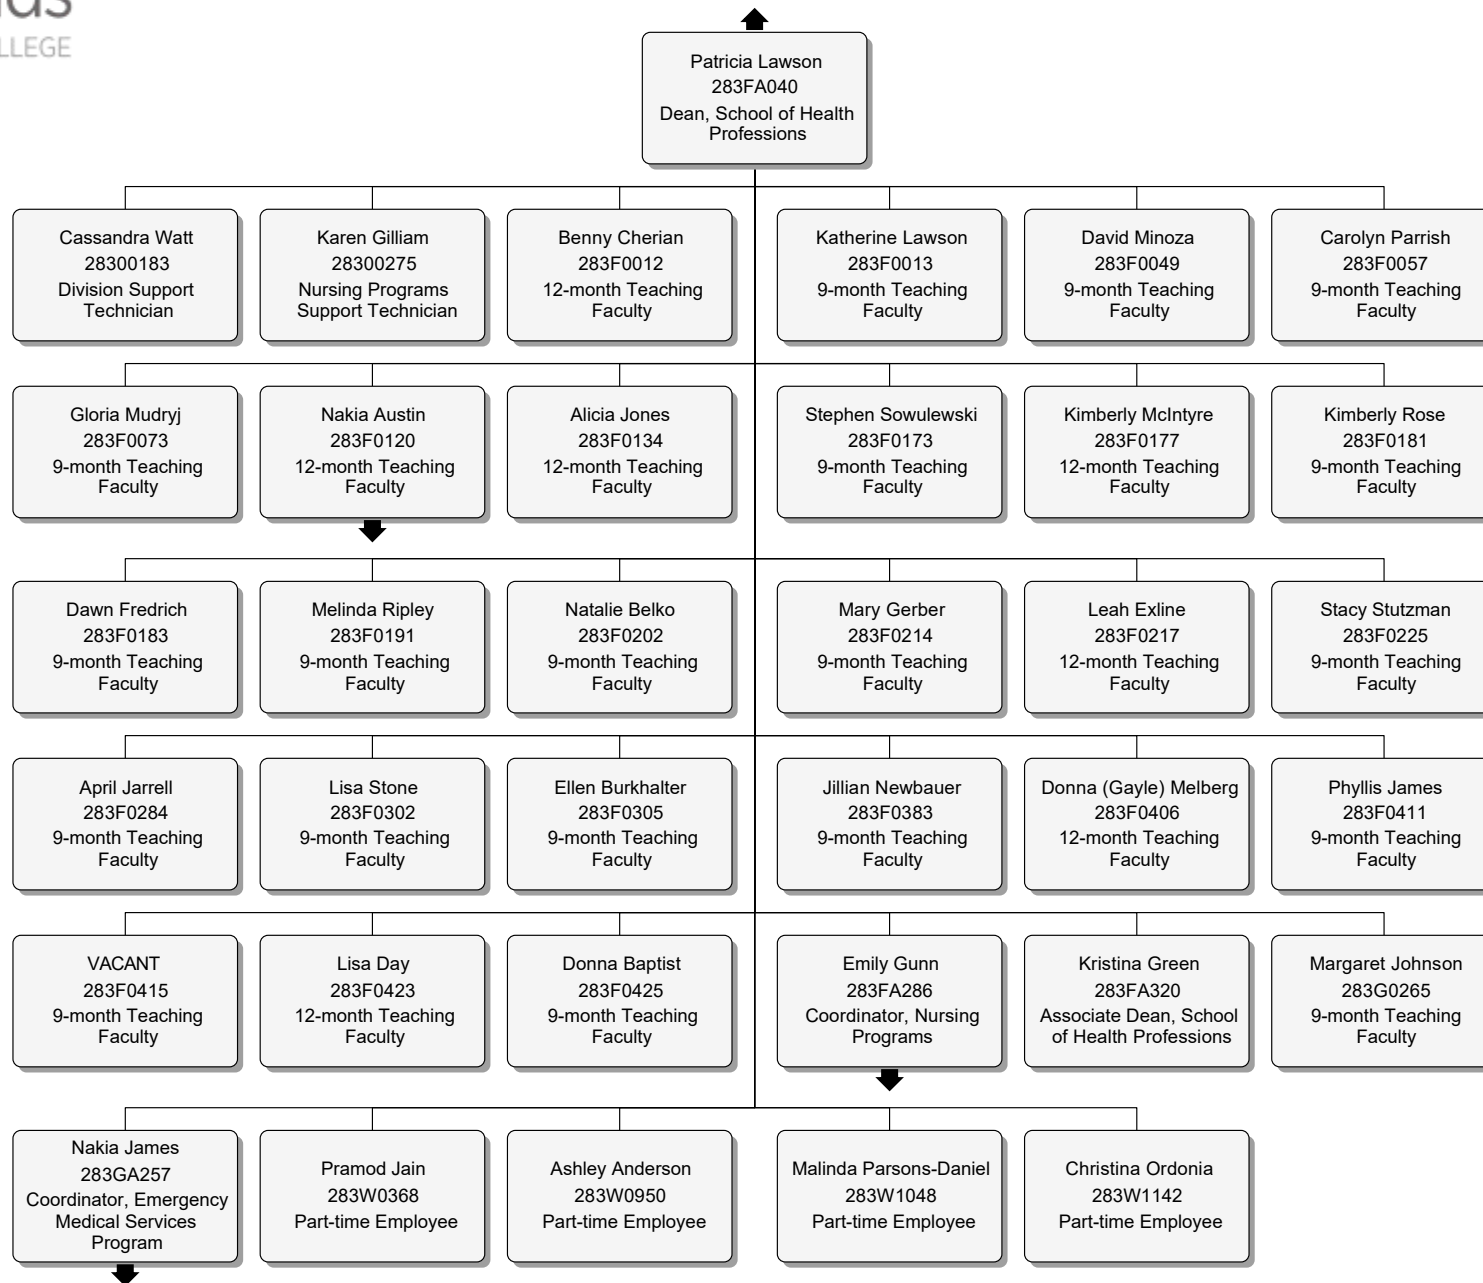 LLEGE
Patricia Lawson
283FA040
Dean, School of Health
Professions
Cassandra Watt
28300183
Division Support
Technician
Karen Gilliam
28300275
Nursing Programs
Support Technician
Benny Cherian
283F0012
12-month Teaching
Faculty
Katherine Lawson
283F0013
9-month Teaching
Faculty
David Minoza
283F0049
9-month Teaching
Faculty
Carolyn Parrish
283F0057
9-month Teaching
Faculty
Gloria Mudryj
283F0073
9-month Teaching
Faculty
Nakia Austin
283F0120
12-month Teaching
Faculty
Alicia Jones
283F0134
12-month Teaching
Faculty
Stephen Sowulewski
283F0173
9-month Teaching
Faculty
Kimberly McIntyre
283F0177
12-month Teaching
Faculty
Kimberly Rose
283F0181
9-month Teaching
Faculty
Dawn Fredrich
283F0183
9-month Teaching
Faculty
Melinda Ripley
283F0191
9-month Teaching
Faculty
Natalie Belko
283F0202
9-month Teaching
Faculty
Mary Gerber
283F0214
9-month Teaching
Faculty
Leah Exline
283F0217
12-month Teaching
Faculty
Stacy Stutzman
283F0225
9-month Teaching
Faculty
April Jarrell
283F0284
9-month Teaching
Faculty
Lisa Stone
283F0302
9-month Teaching
Faculty
Ellen Burkhalter
283F0305
9-month Teaching
Faculty
Jillian Newbauer
283F0383
9-month Teaching
Faculty
Donna (Gayle) Melberg
283F0406
12-month Teaching
Faculty
Phyllis James
283F0411
9-month Teaching
Faculty
VACANT
283F0415
9-month Teaching
Faculty
Lisa Day
283F0423
12-month Teaching
Faculty
Donna Baptist
283F0425
9-month Teaching
Faculty
Emily Gunn
283FA286
Coordinator, Nursing
Programs
Kristina Green
283FA320
Associate Dean, School
of Health Professions
Margaret Johnson
283G0265
9-month Teaching
Faculty
Nakia James
283GA257
Coordinator, Emergency
Medical Services
Program
Pramod Jain
283W0368
Part-time Employee
Ashley Anderson
283W0950
Part-time Employee
Malinda Parsons-Daniel
283W1048
Part-time Employee
Christina Ordonia
283W1142
Part-time Employee